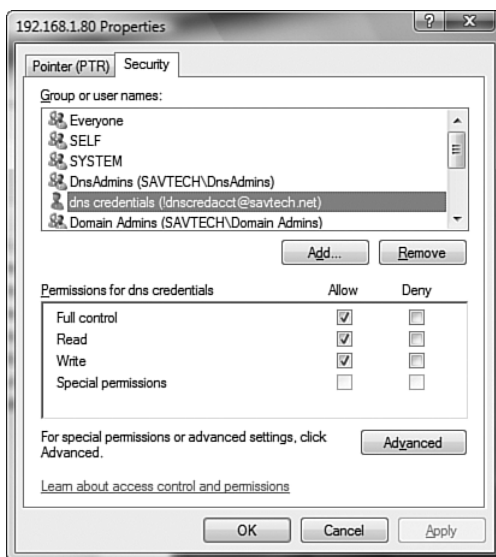 192.168.1.80 Properties
Pointer (PTR) Security
Group or user names:
Everyone
SELF
SYSTEM
DnsAdmins (SAVTECH\DnsAdmins)
dns credentials (!dnscredacct@savtech.net)
Domain Admins (SAVTECH\Domain Admins)
Add... Remove
Permissions for dns credentials Allow Deny
Full control
Read
Write
Special permissions
For special permissions or advanced settings, click
Advanced.
Advanced
Learn about access control and permissions
OK Cancel Apply